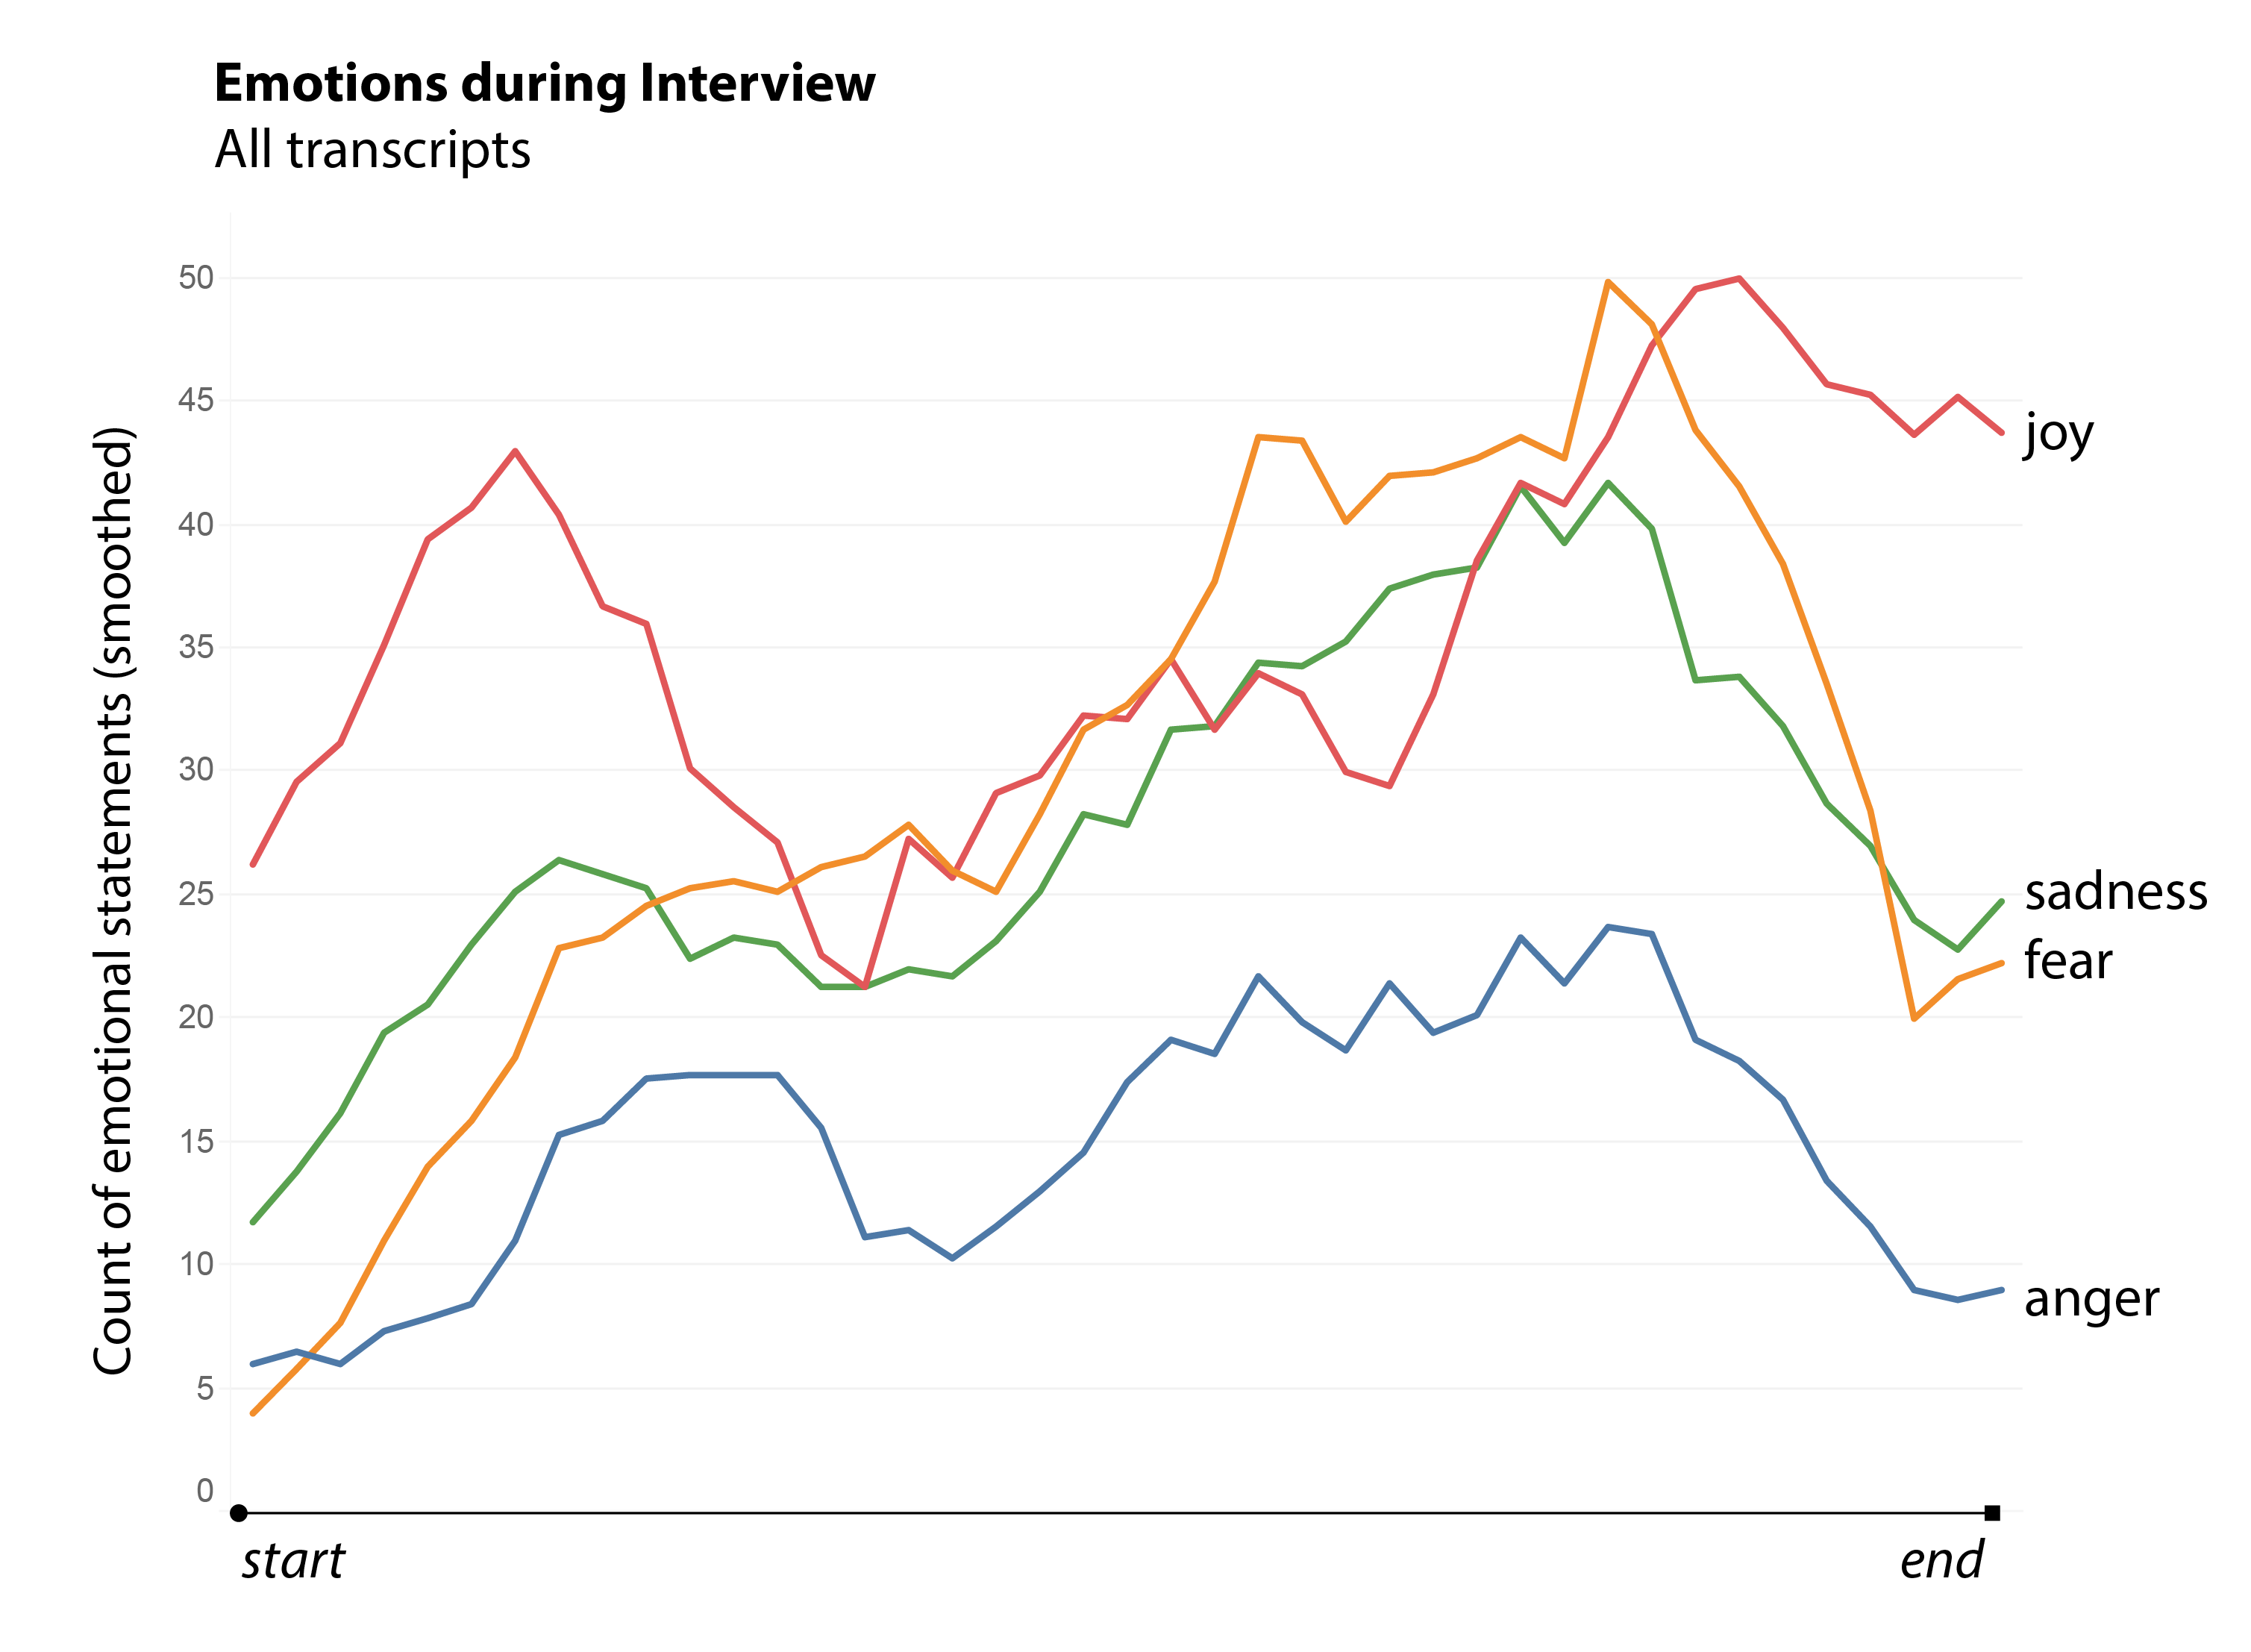 Emotions during Interview
All transcripts
Count of emotional statements (smoothed)
50
45
40
35
30
25
20
15
10
5
0
joy
sadness
fear
anger
start
end